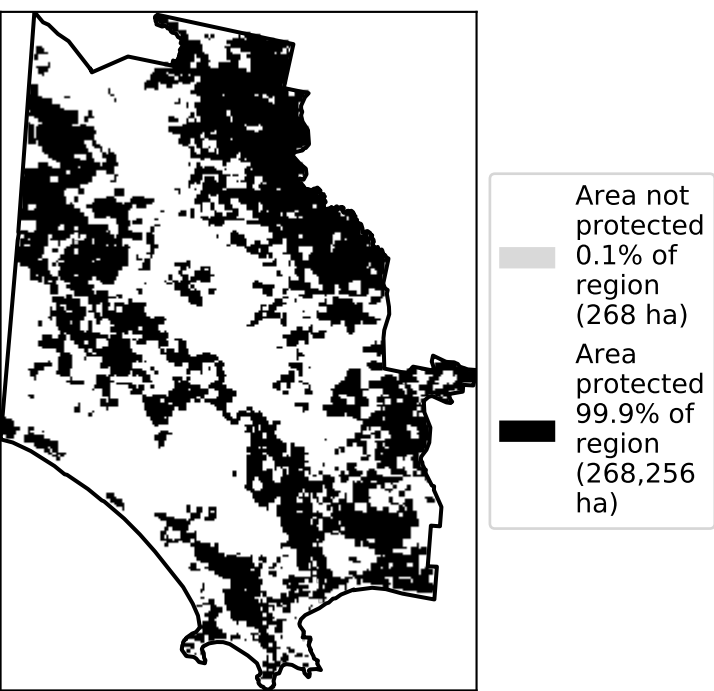 Area not
protected
0.1% of
region
(268 ha)
Area
protected
99.9% of
region
(268,256
ha)